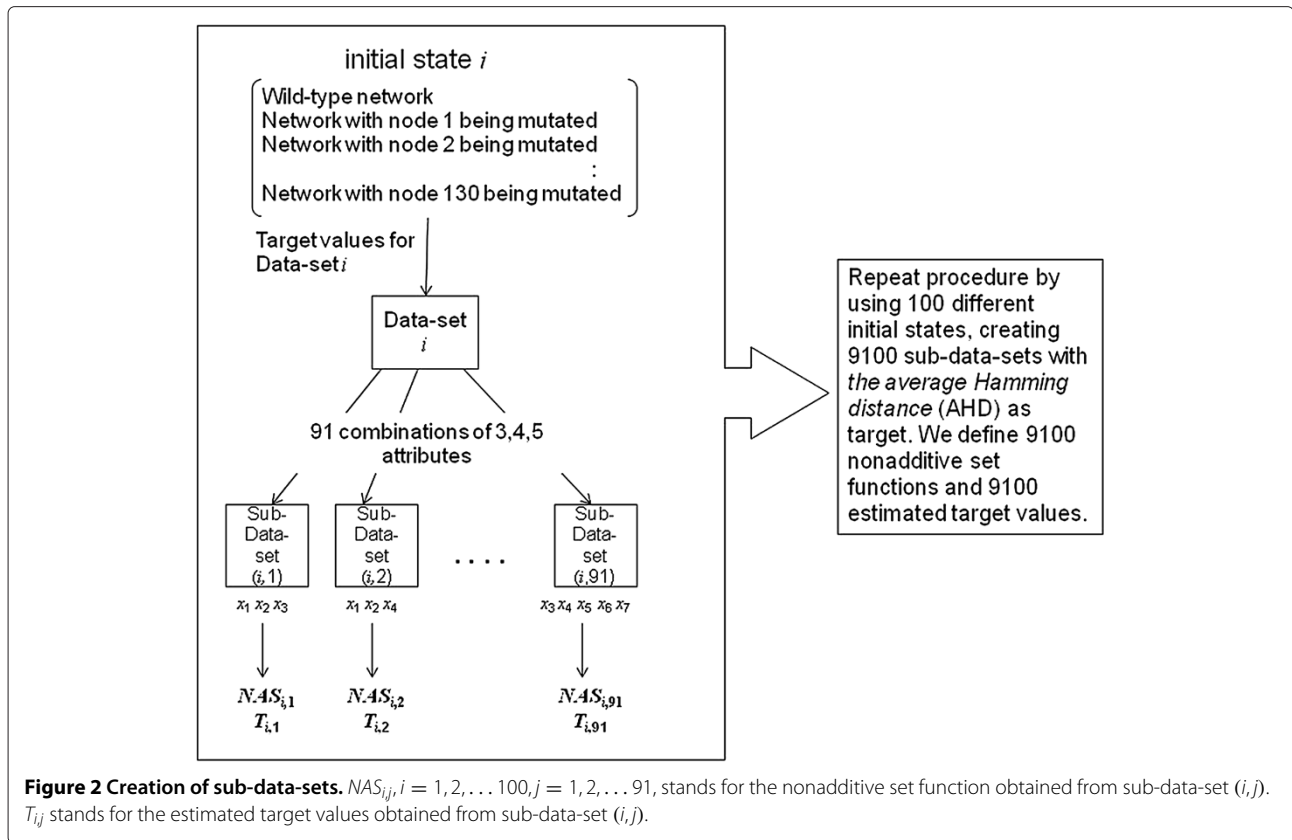 initial state i
Wild-type network
Network with node 1 being mutated
Network with node 2 being mutated
:
Network with node 130 being mutated
Target values for
Data-set i
Data-set
i
91 combinations of 3,4,5
attributes
Sub-
Data-
set
(i,1)
Sub-
Data-
set
(i,2)
. . . .
Sub-
Data-
set
(i,91)
x₁ x₂ x₃
x₁ x₂ x₄
x₃ x₄ x₅ x₆ x₇
NASᵢ,₁
Tᵢ,₁
NASᵢ,₂
Tᵢ,₂
NASᵢ,₉₁
Tᵢ,₉₁
Repeat procedure by
using 100 different
initial states, creating
9100 sub-data-sets with
the average Hamming
distance (AHD) as
target. We define 9100
nonadditive set
functions and 9100
estimated target values.
Figure 2 Creation of sub-data-sets. NASᵢ,ⱼ, i = 1, 2, . . . 100, j = 1, 2, . . . 91, stands for the nonadditive set function obtained from sub-data-set (i, j).
Tᵢ,ⱼ stands for the estimated target values obtained from sub-data-set (i, j).